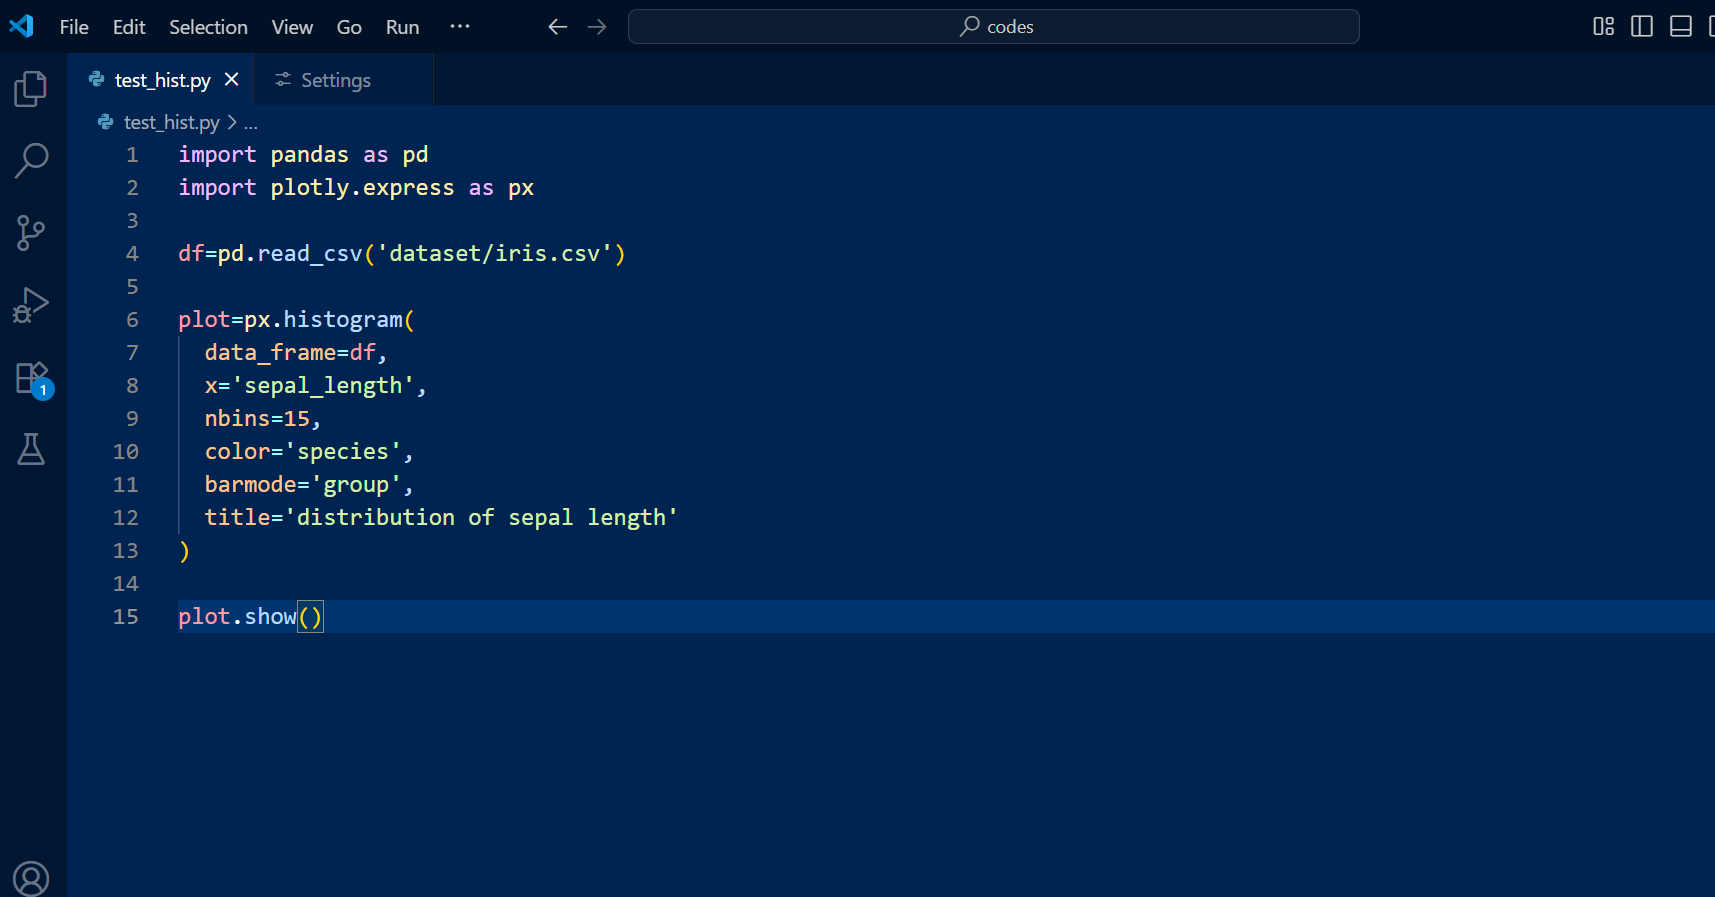 File Edit Selection View Go Run ··· codes
test_hist.py Settings
test_hist.py > ...
1 import pandas as pd
2 import plotly.express as px
3
4 df=pd.read_csv('dataset/iris.csv')
5
6 plot=px.histogram(
7 data_frame=df,
8 x='sepal_length',
9 nbins=15,
10 color='species',
11 barmode='group',
12 title='distribution of sepal length'
13 )
14
15 plot.show()
1